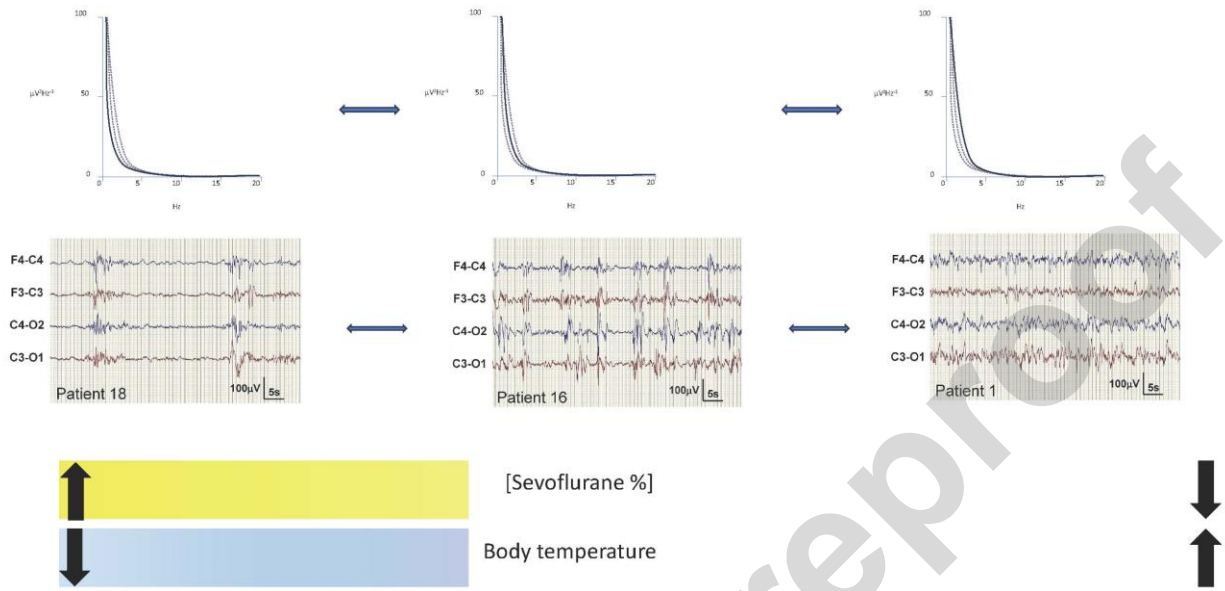 100
100
100
μV²Hz⁻¹
50
μV²Hz⁻¹
50
μV²Hz⁻¹
50
0
0
0
0 5 10 15 20
0 5 10 15 20
0 5 10 15 20
Hz
Hz
Hz
F4-C4
F3-C3
C4-O2
C3-O1
Patient 18
100μV
5s
F4-C4
F3-C3
C4-O2
C3-O1
Patient 16
100μV
5s
F4-C4
F3-C3
C4-O2
C3-O1
Patient 1
100μV
5s
[Sevoflurane %]
Body temperature
reproof